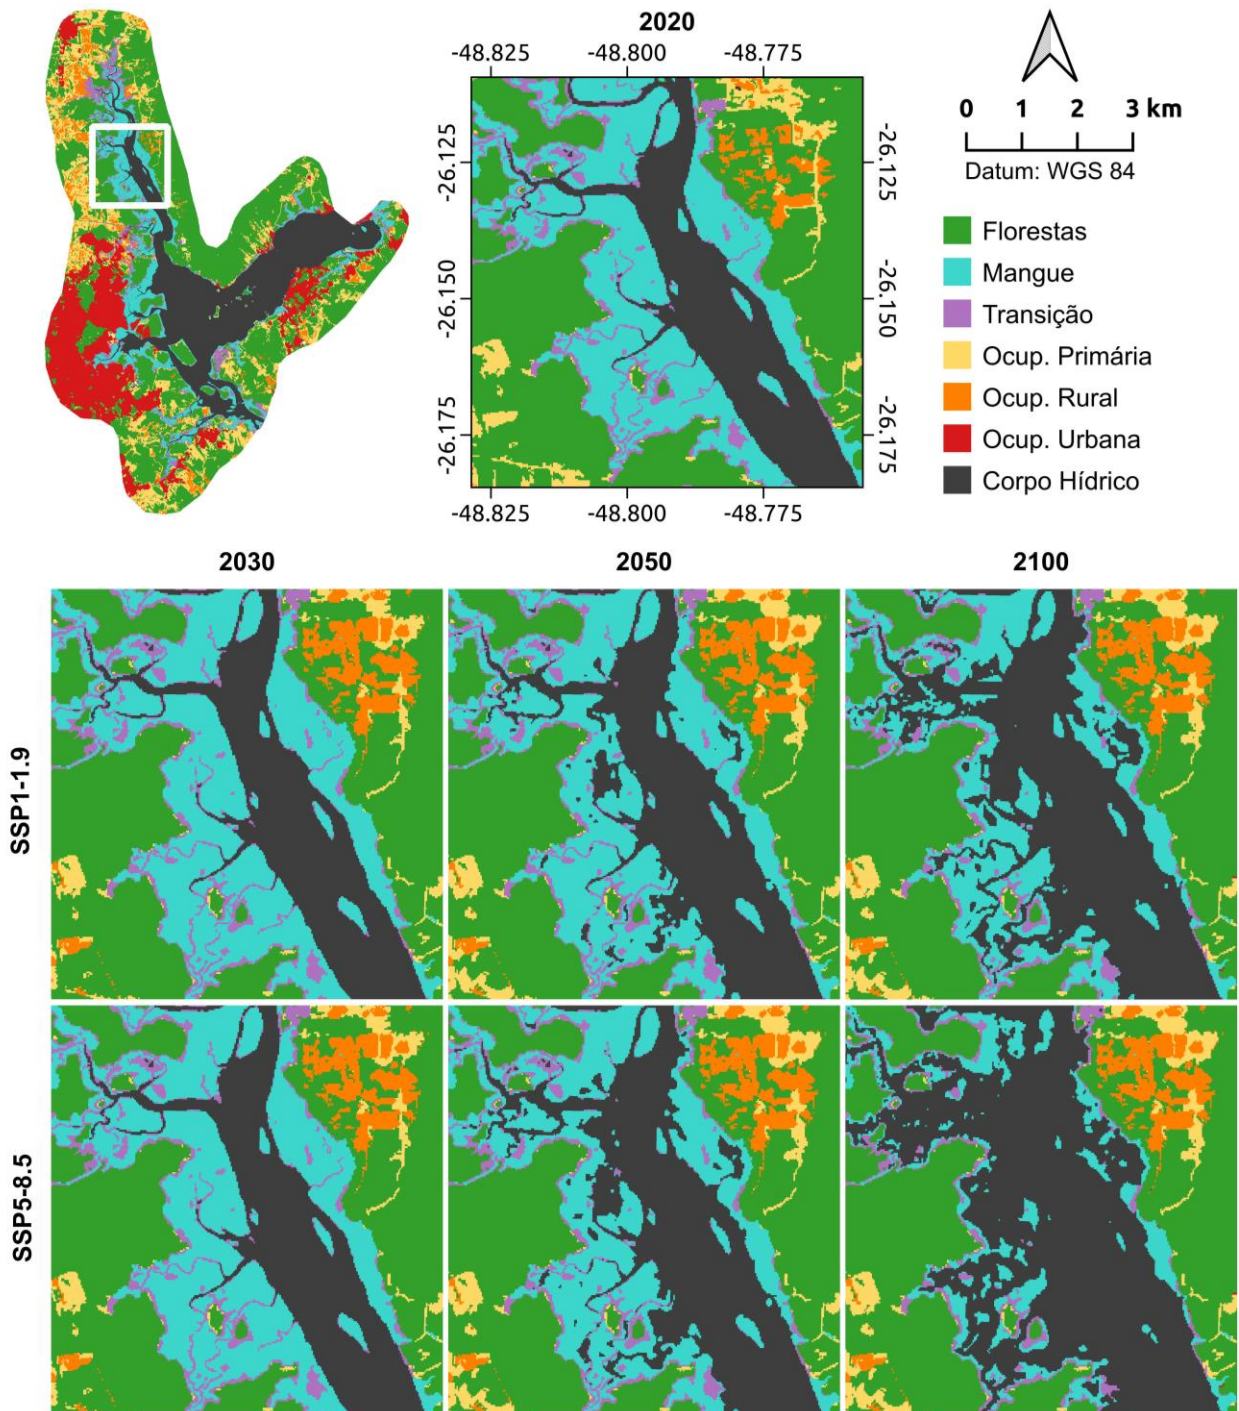 2020
-48.825 -48.800 -48.775
-26.125
-26.150
-26.175
-26.125
-26.150
-26.175
-48.825 -48.800 -48.775
0 1 2 3 km
Datum: WGS 84
Florestas
Mangue
Transição
Ocup. Primária
Ocup. Rural
Ocup. Urbana
Corpo Hídrico
2030 2050 2100
SSP1-1.9
SSP5-8.5